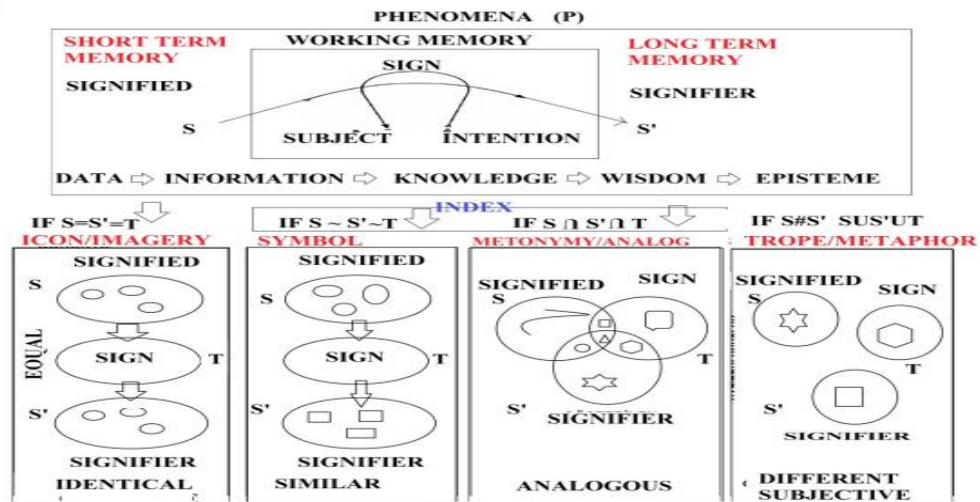 PHENOMENA (P)
SHORT TERM MEMORY
WORKING MEMORY
LONG TERM MEMORY
SIGNIFIED
SIGN
SIGNIFIER
S
SUBJECT
INTENTION
S'
DATA ⇨ INFORMATION ⇨ KNOWLEDGE ⇨ WISDOM ⇨ EPISTEME
INDEX
IF S=S'=T
IF S ~ S'~T
IF S ∩ S'∩ T
IF S#S' SUS'UT
ICON/IMAGERY
SYMBOL
METONYMY/ANALOG
TROPE/METAPHOR
SIGNIFIED
S
EQUAL
SIGN
T
S'
SIGNIFIER
IDENTICAL
SIGNIFIED
S
SIGN
T
S'
SIGNIFIER
SIMILAR
SIGNIFIED
S
SIGN
T
SIGNIFIER
ANALOGOUS
SIGNIFIED
S
SIGN
T
S'
SIGNIFIER
DIFFERENT
SUBJECTIVE